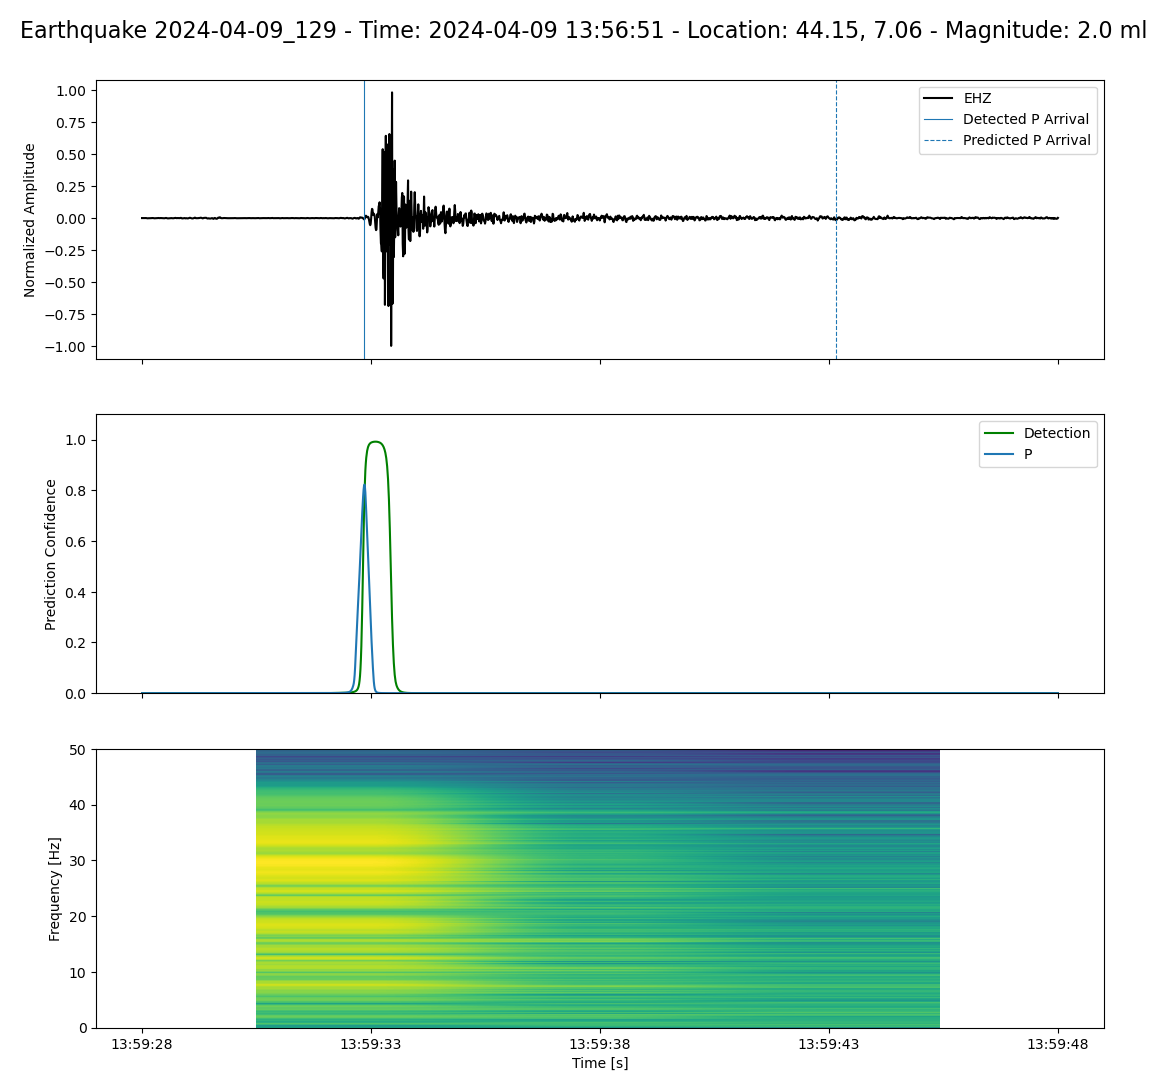 Earthquake 2024-04-09_129 - Time: 2024-04-09 13:56:51 - Location: 44.15, 7.06 - Magnitude: 2.0 ml
EHZ
Detected P Arrival
Predicted P Arrival
Normalized Amplitude
1.00
0.75
0.50
0.25
0.00
−0.25
−0.50
−0.75
−1.00
Detection
P
Prediction Confidence
1.0
0.8
0.6
0.4
0.2
0.0
Frequency [Hz]
50
40
30
20
10
0
13:59:28 13:59:33 13:59:38 13:59:43 13:59:48
Time [s]